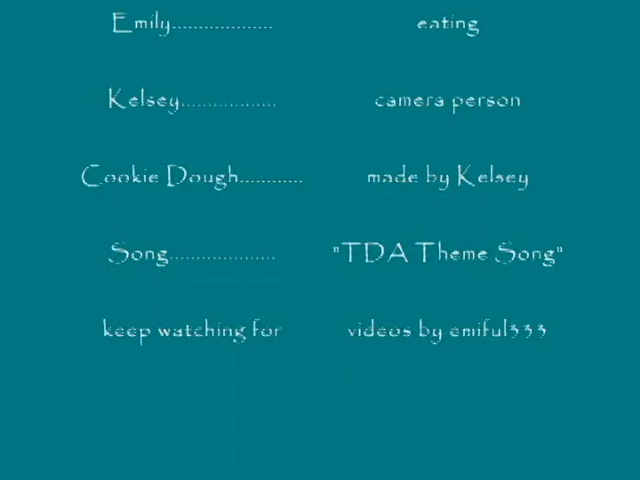 Emily................... eating
Kelsey.................. camera person
Cookie Dough............ made by Kelsey
Song.................... "TDA Theme Song"
keep watching for videos by emiful333